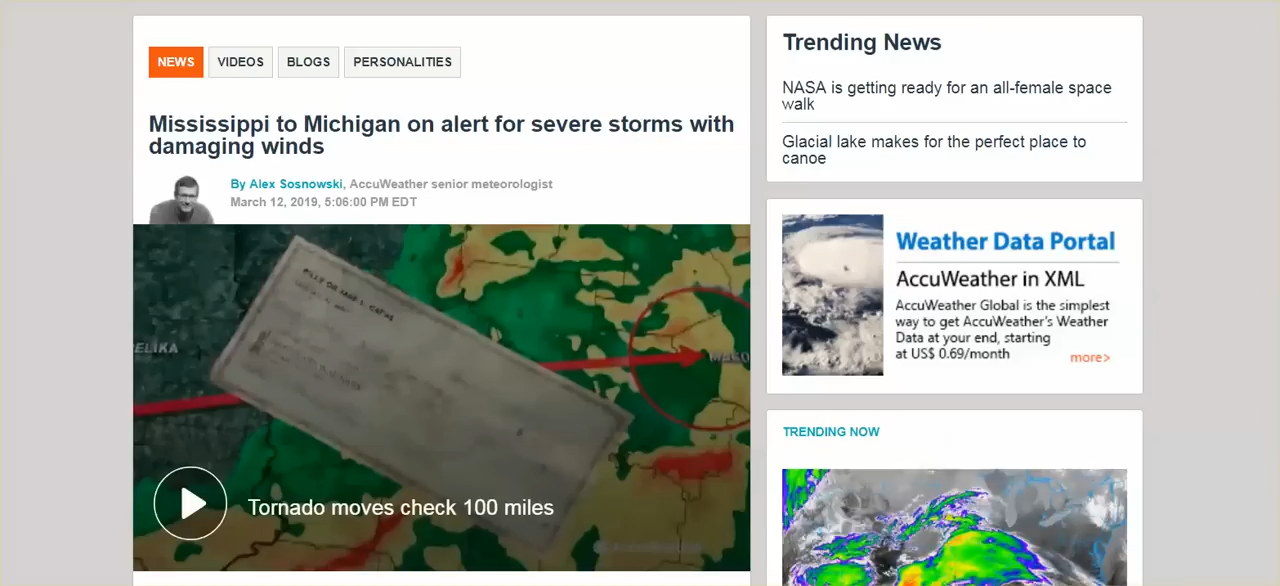 NEWS
VIDEOS
BLOGS
PERSONALITIES
Mississippi to Michigan on alert for severe storms with
damaging winds
By Alex Sosnowski, AccuWeather senior meteorologist
March 12, 2019, 5:06:00 PM EDT
ELIKA
MACO
Tornado moves check 100 miles
Trending News
NASA is getting ready for an all-female space
walk
Glacial lake makes for the perfect place to
canoe
Weather Data Portal
AccuWeather in XML
AccuWeather Global is the simplest
way to get AccuWeather's Weather
Data at your end, starting
at US$ 0.69/month
more>
TRENDING NOW